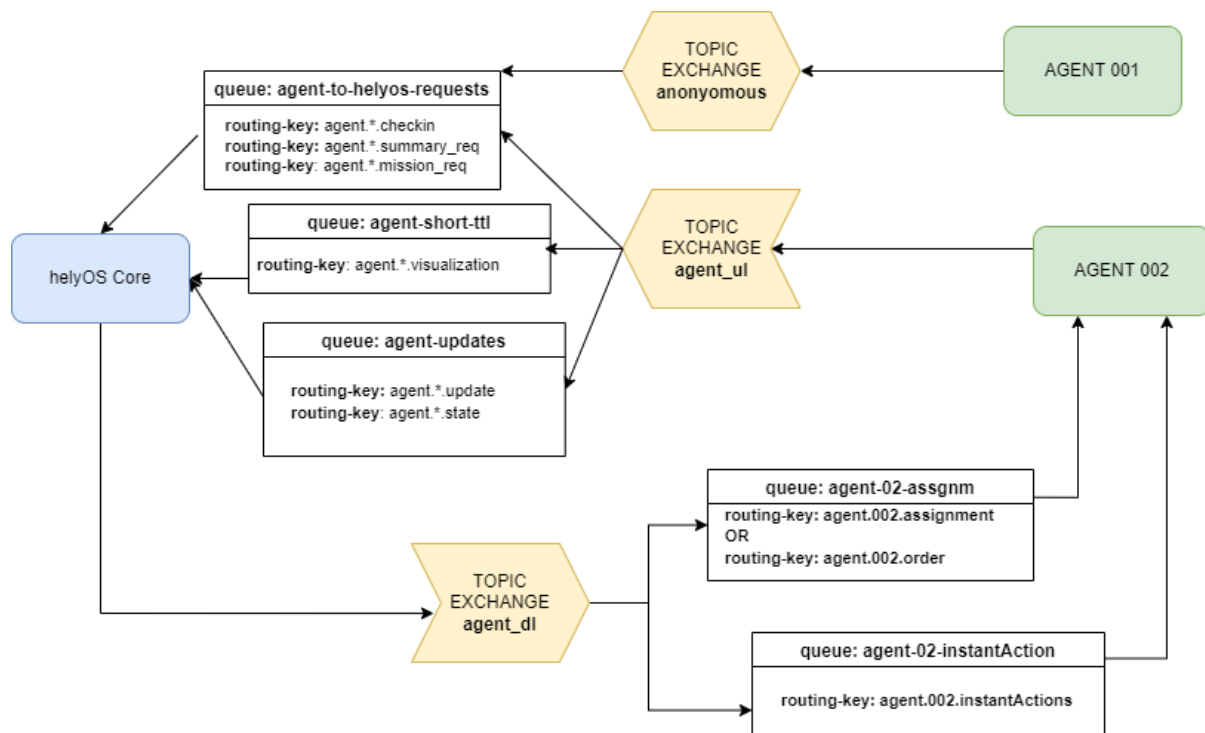 TOPIC
EXCHANGE
anonyomous
AGENT 001
queue: agent-to-helyos-requests
routing-key: agent.*.checkin
routing-key: agent.*.summary_req
routing-key: agent.*.mission_req
queue: agent-short-ttl
routing-key: agent.*.visualization
TOPIC
EXCHANGE
agent_ul
AGENT 002
helyOS Core
queue: agent-updates
routing-key: agent.*.update
routing-key: agent.*.state
queue: agent-02-assgnm
routing-key: agent.002.assignment
OR
routing-key: agent.002.order
TOPIC
EXCHANGE
agent_dl
queue: agent-02-instantAction
routing-key: agent.002.instantActions